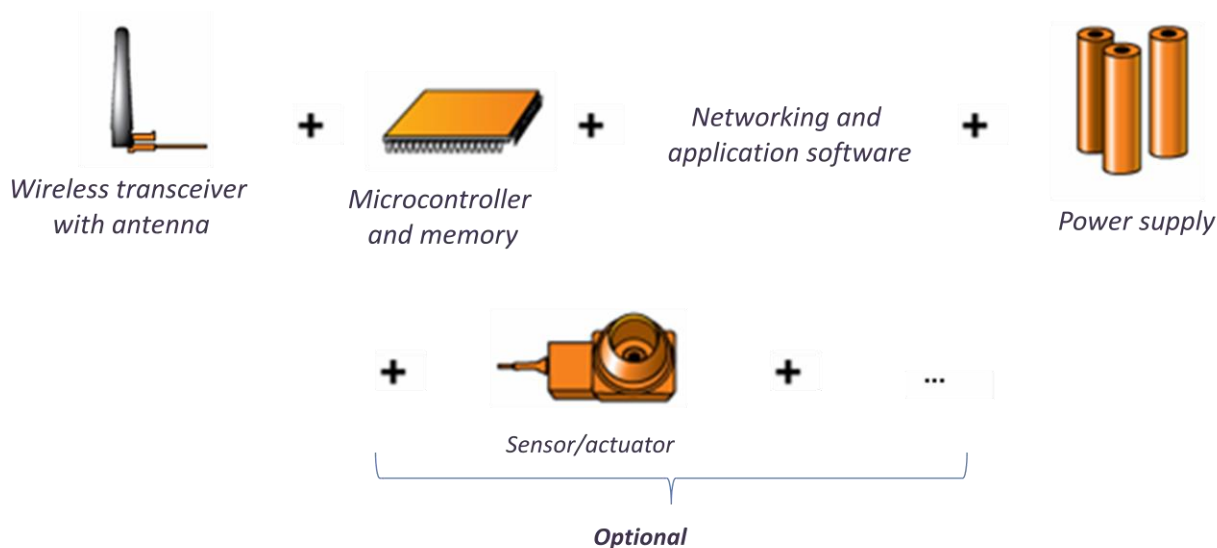 Wireless transceiver
with antenna
+
Microcontroller
and memory
+
Networking and
application software
+
Power supply
+
Sensor/actuator
+
...
Optional